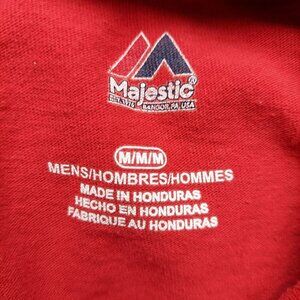 Majestic®
EST. 1976 BANGOR, PA, USA
M/M/M
MENS/HOMBRES/HOMMES
MADE IN HONDURAS
HECHO EN HONDURAS
FABRIQUE AU HONDURAS